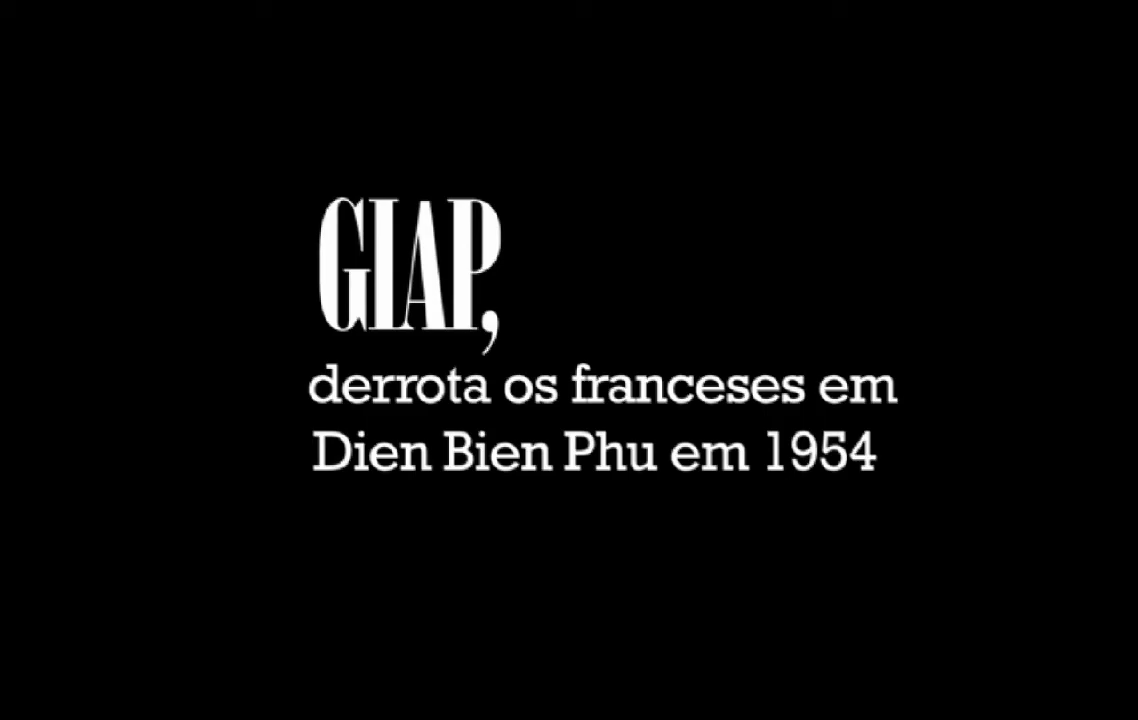 GIAP,
derrota os franceses em
Dien Bien Phu em 1954